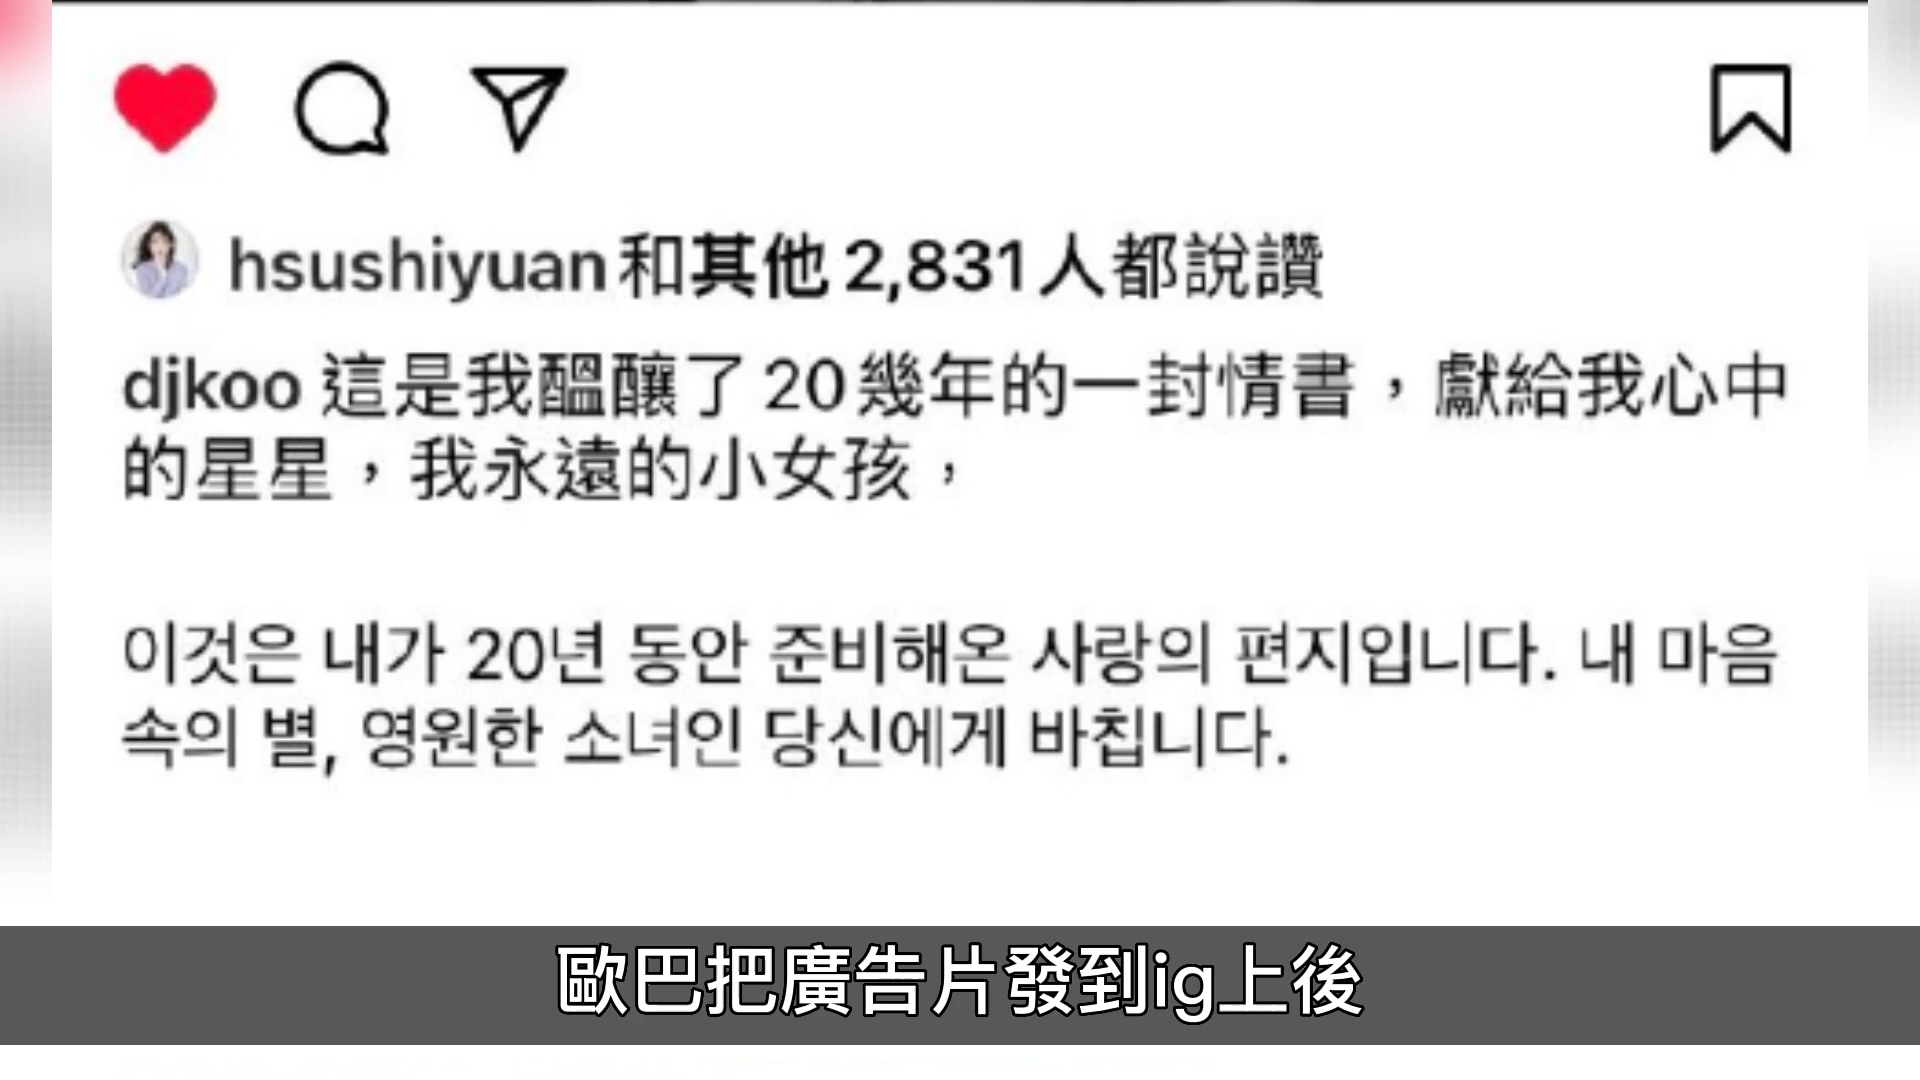 hsushiyuan和其他2,831人都說讚
djkoo 這是我醞釀了20幾年的一封情書，獻給我心中
的星星，我永遠的小女孩，
이것은 내가 20년 동안 준비해온 사랑의 편지입니다. 내 마음
속의 별, 영원한 소녀인 당신에게 바칩니다.
歐巴把廣告片發到ig上後